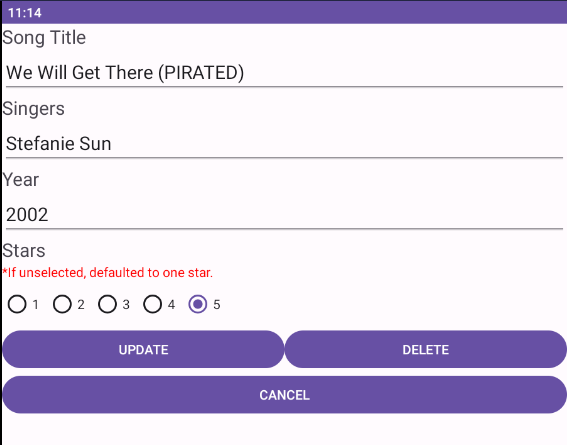 11:14
Song Title
We Will Get There (PIRATED)
Singers
Stefanie Sun
Year
2002
Stars
*If unselected, defaulted to one star.
1 2 3 4 5
UPDATE DELETE
CANCEL